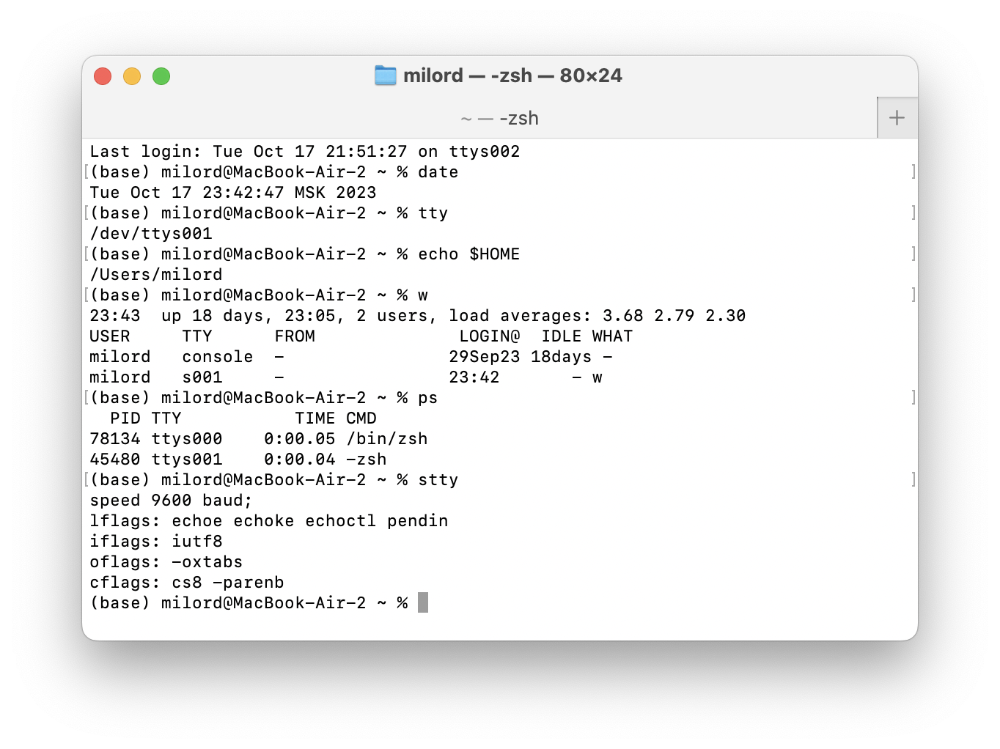 milord — -zsh — 80×24
~ — -zsh
+
Last login: Tue Oct 17 21:51:27 on ttys002
[(base) milord@MacBook-Air-2 ~ % date ]
Tue Oct 17 23:42:47 MSK 2023
[(base) milord@MacBook-Air-2 ~ % tty ]
/dev/ttys001
[(base) milord@MacBook-Air-2 ~ % echo $HOME ]
/Users/milord
[(base) milord@MacBook-Air-2 ~ % w ]
23:43  up 18 days, 23:05, 2 users, load averages: 3.68 2.79 2.30
USER     TTY      FROM              LOGIN@  IDLE WHAT
milord   console  -                29Sep23 18days -
milord   s001     -                23:42       - w
[(base) milord@MacBook-Air-2 ~ % ps ]
  PID TTY           TIME CMD
78134 ttys000    0:00.05 /bin/zsh
45480 ttys001    0:00.04 -zsh
[(base) milord@MacBook-Air-2 ~ % stty ]
speed 9600 baud;
lflags: echoe echoke echoctl pendin
iflags: iutf8
oflags: -oxtabs
cflags: cs8 -parenb
(base) milord@MacBook-Air-2 ~ %